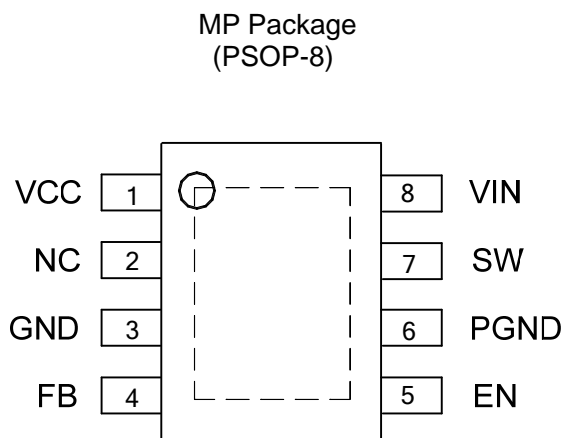 MP Package
(PSOP-8)
VCC 1 8 VIN
NC 2 7 SW
GND 3 6 PGND
FB 4 5 EN